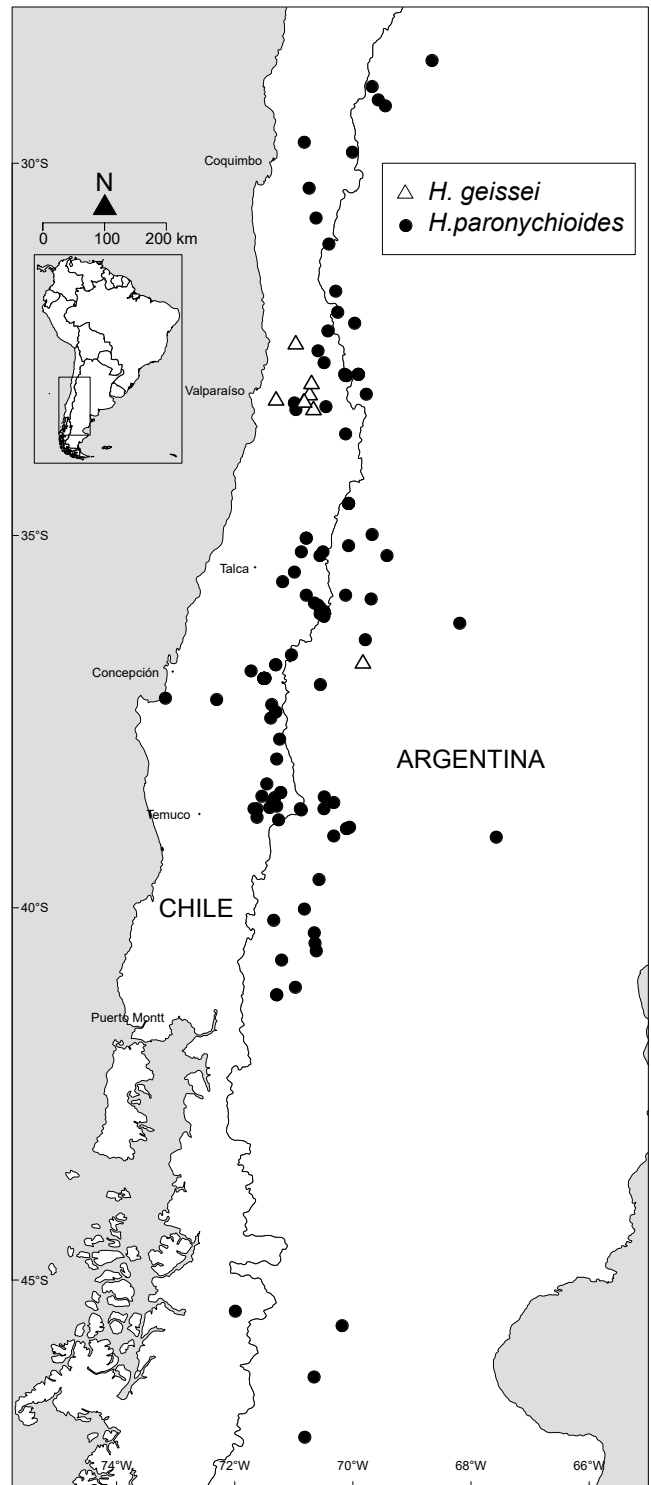 30°S
Coquimbo
N
0 100 200 km
H. geissei
H.paronychioides
Valparaíso
35°S
Talca
Concepción
ARGENTINA
Temuco
40°S
CHILE
Puerto Montt
45°S
74°W 72°W 70°W 68°W 66°W